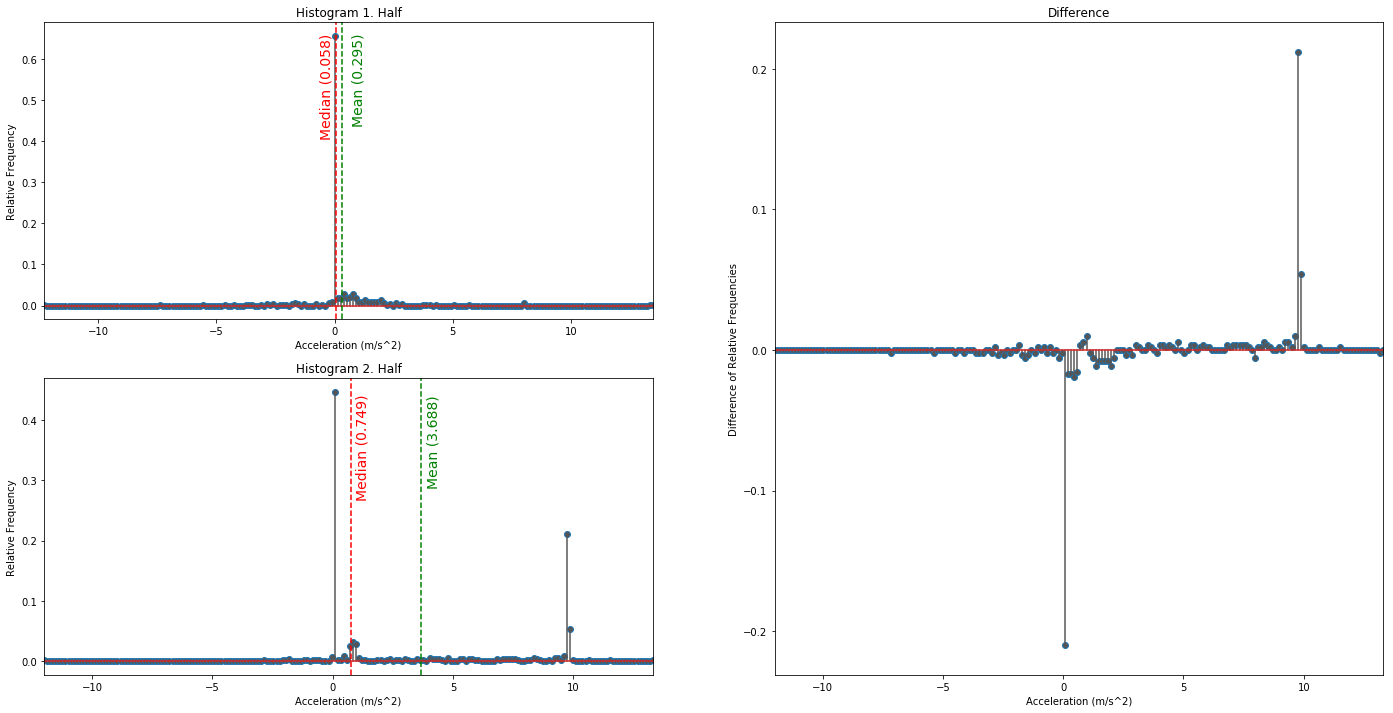 Histogram 1. Half
Relative Frequency
0.6
0.5
0.4
0.3
0.2
0.1
0.0
Median (0.058)
Mean (0.295)
−10
−5
0
5
10
Acceleration (m/s^2)
Histogram 2. Half
Relative Frequency
0.4
0.3
0.2
0.1
0.0
Median (0.749)
Mean (3.688)
−10
−5
0
5
10
Acceleration (m/s^2)
Difference
Difference of Relative Frequencies
0.2
0.1
0.0
−0.1
−0.2
−10
−5
0
5
10
Acceleration (m/s^2)